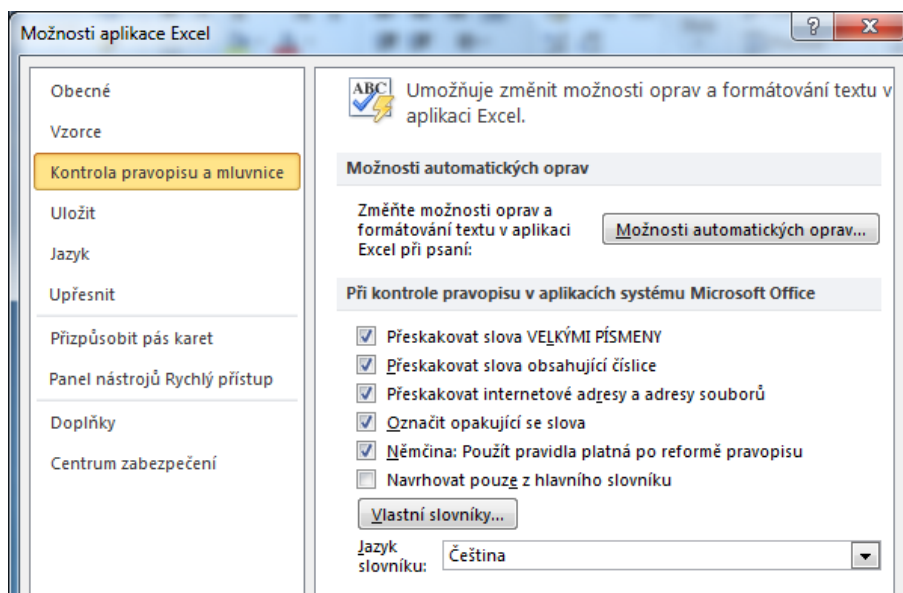 Možnosti aplikace Excel
Obecné
Vzorce
Kontrola pravopisu a mluvnice
Uložit
Jazyk
Upřesnit
Přizpůsobit pás karet
Panel nástrojů Rychlý přístup
Doplňky
Centrum zabezpečení
ABC
Umožňuje změnit možnosti oprav a formátování textu v
aplikaci Excel.
Možnosti automatických oprav
Změňte možnosti oprav a
formátování textu v aplikaci
Excel při psaní:
Možnosti automatických oprav...
Při kontrole pravopisu v aplikacích systému Microsoft Office
Přeskakovat slova VELKÝMI PÍSMENY
Přeskakovat slova obsahující číslice
Přeskakovat internetové adresy a adresy souborů
Označit opakující se slova
Němčina: Použít pravidla platná po reformě pravopisu
Navrhovat pouze z hlavního slovníku
Vlastní slovníky...
Jazyk
slovníku:
Čeština